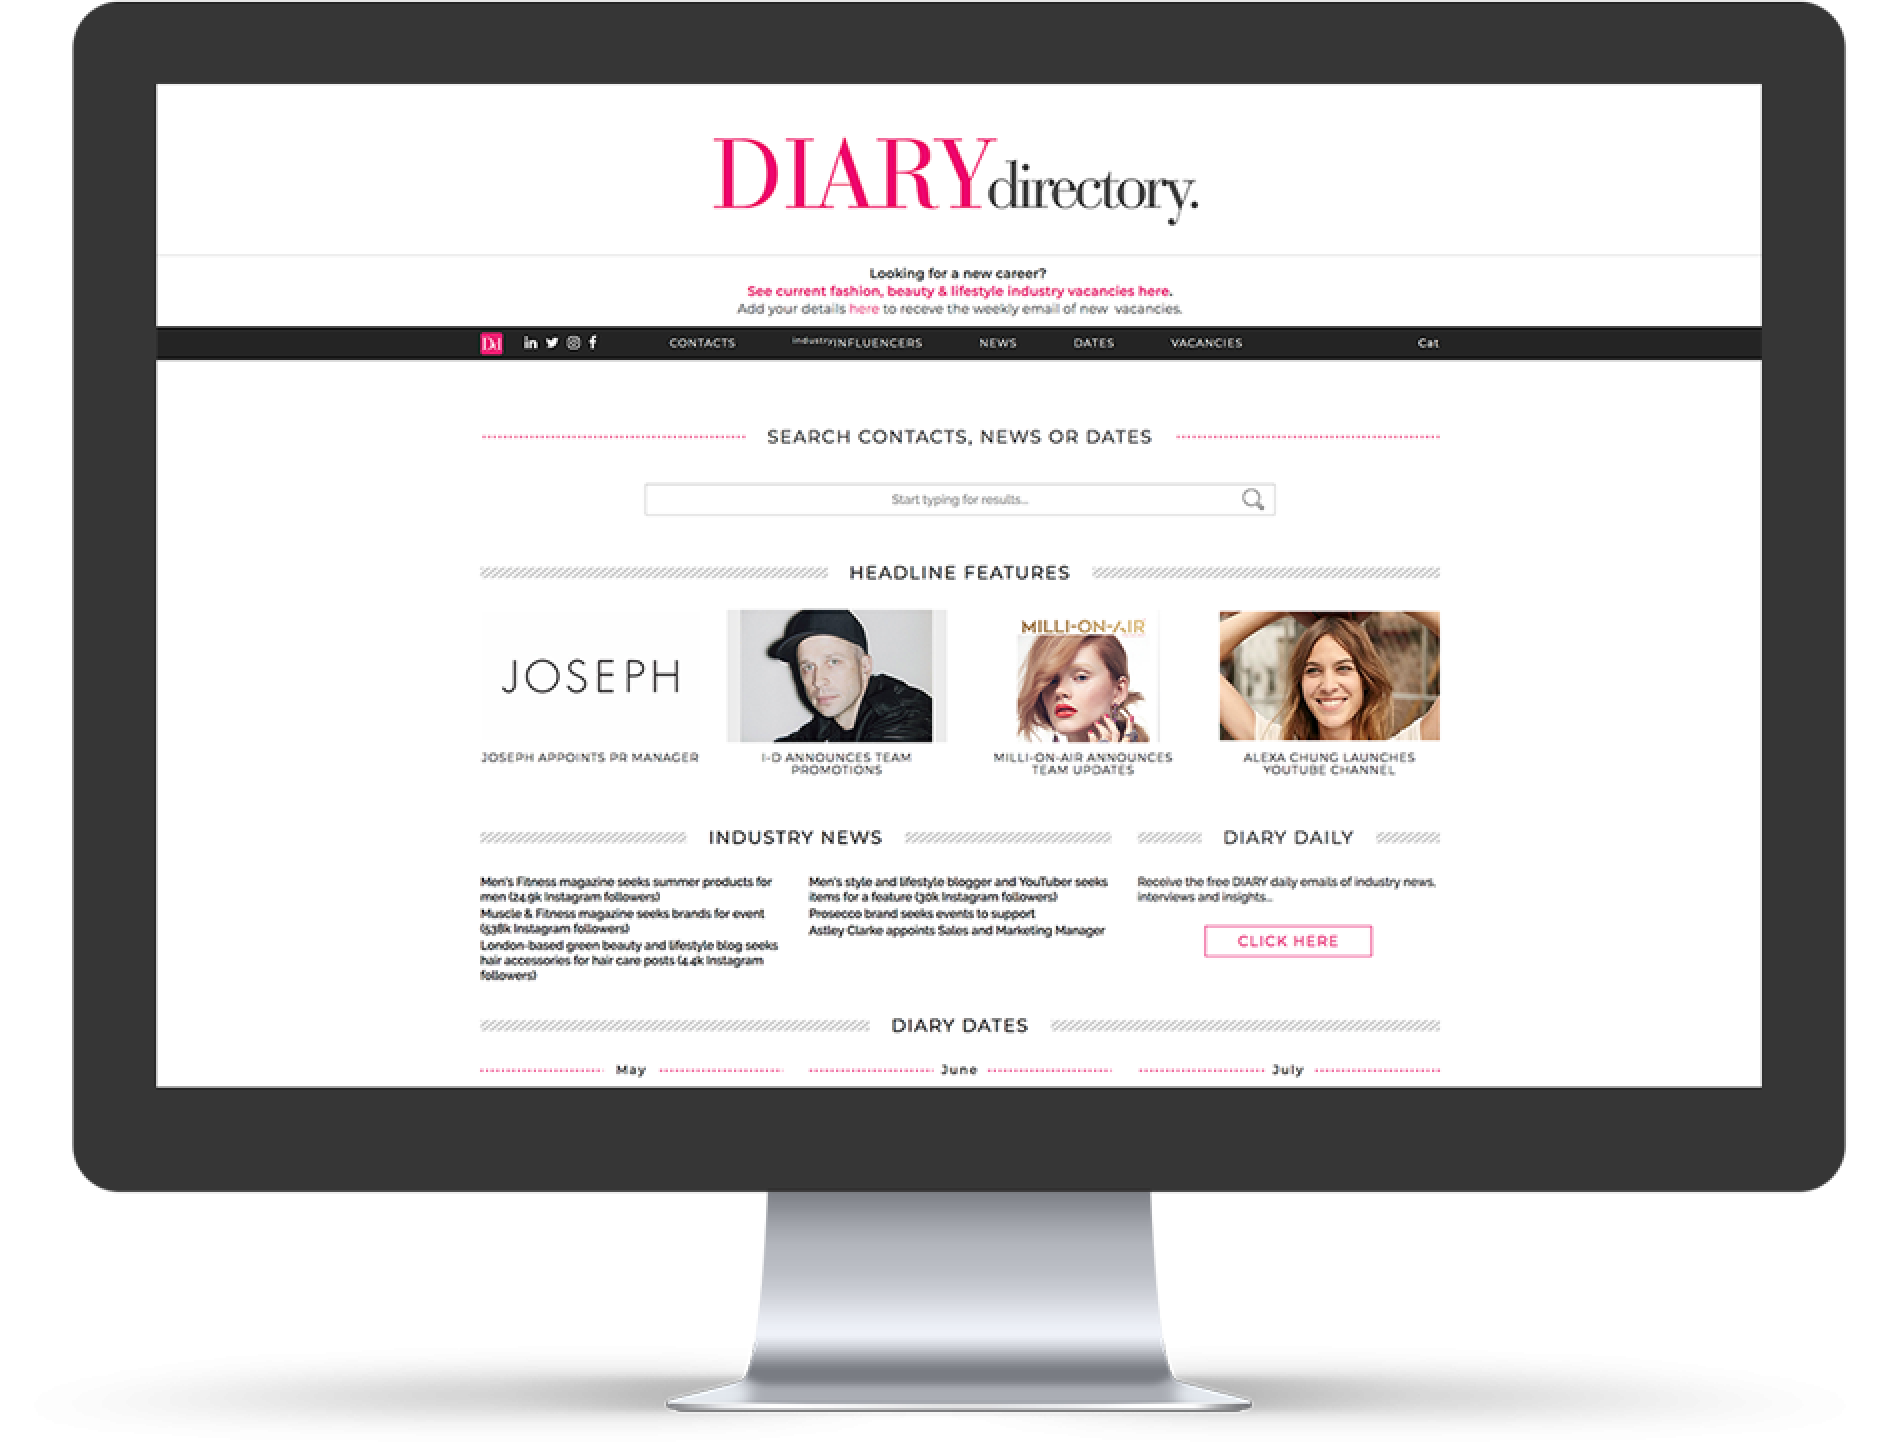 DIARYdirectory.
Looking for a new career?
See current fashion, beauty & lifestyle industry vacancies here.
Add your details here to receve the weekly email of new vacancies.
Dd in f CONTACTS industryINFLUENCERS NEWS DATES VACANCIES Cat
SEARCH CONTACTS, NEWS OR DATES
Start typing for results...
HEADLINE FEATURES
JOSEPH
MILLI-ON-AIR
JOSEPH APPOINTS PR MANAGER
I-D ANNOUNCES TEAM
PROMOTIONS
MILLI-ON-AIR ANNOUNCES
TEAM UPDATES
ALEXA CHUNG LAUNCHES
YOUTUBE CHANNEL
INDUSTRY NEWS
Men's Fitness magazine seeks summer products for
men (24.9k Instagram followers)
Muscle & Fitness magazine seeks brands for event
(538k Instagram followers)
London-based green beauty and lifestyle blog seeks
hair accessories for hair care posts (4.4k Instagram
followers)
Men's style and lifestyle blogger and YouTuber seeks
items for a feature (30k Instagram followers)
Prosecco brand seeks events to support
Astley Clarke appoints Sales and Marketing Manager
DIARY DAILY
Receive the free DIARY daily emails of industry news,
interviews and insights...
CLICK HERE
DIARY DATES
May June July